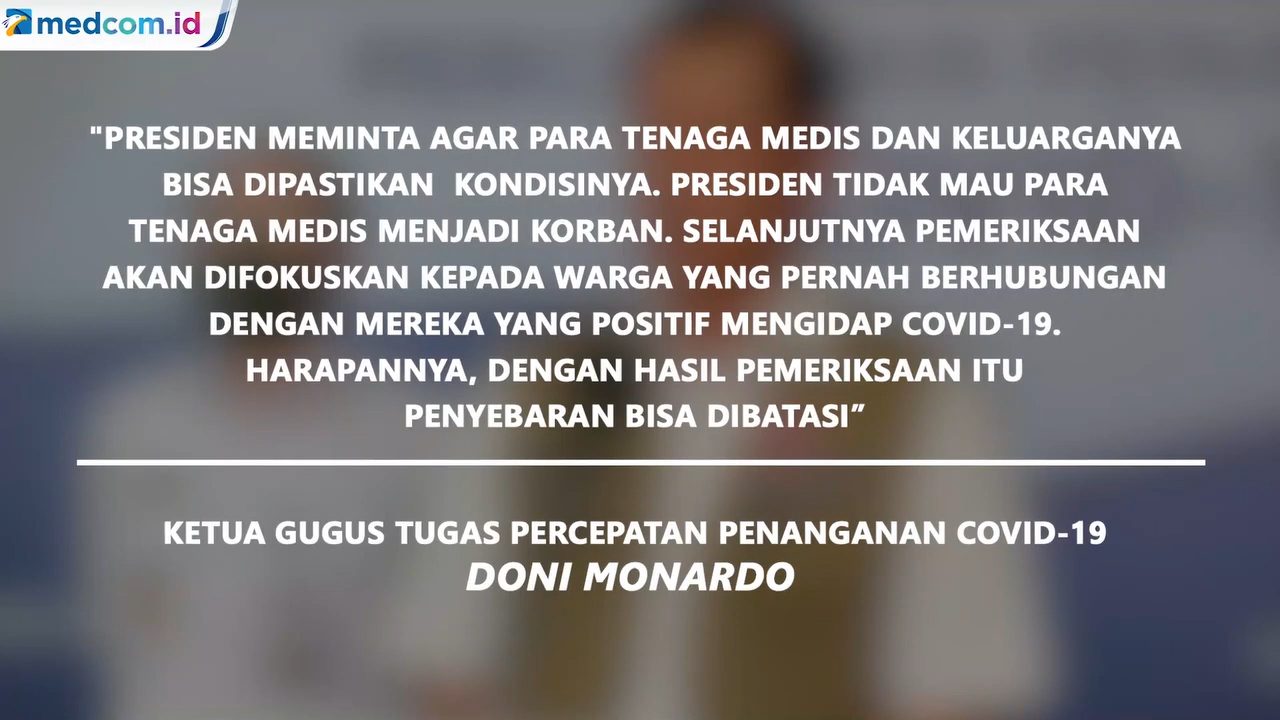 medcom.id
"PRESIDEN MEMINTA AGAR PARA TENAGA MEDIS DAN KELUARGANYA
BISA DIPASTIKAN  KONDISINYA. PRESIDEN TIDAK MAU PARA
TENAGA MEDIS MENJADI KORBAN. SELANJUTNYA PEMERIKSAAN
AKAN DIFOKUSKAN KEPADA WARGA YANG PERNAH BERHUBUNGAN
DENGAN MEREKA YANG POSITIF MENGIDAP COVID-19.
HARAPANNYA, DENGAN HASIL PEMERIKSAAN ITU
PENYEBARAN BISA DIBATASI”
KETUA GUGUS TUGAS PERCEPATAN PENANGANAN COVID-19
DONI MONARDO